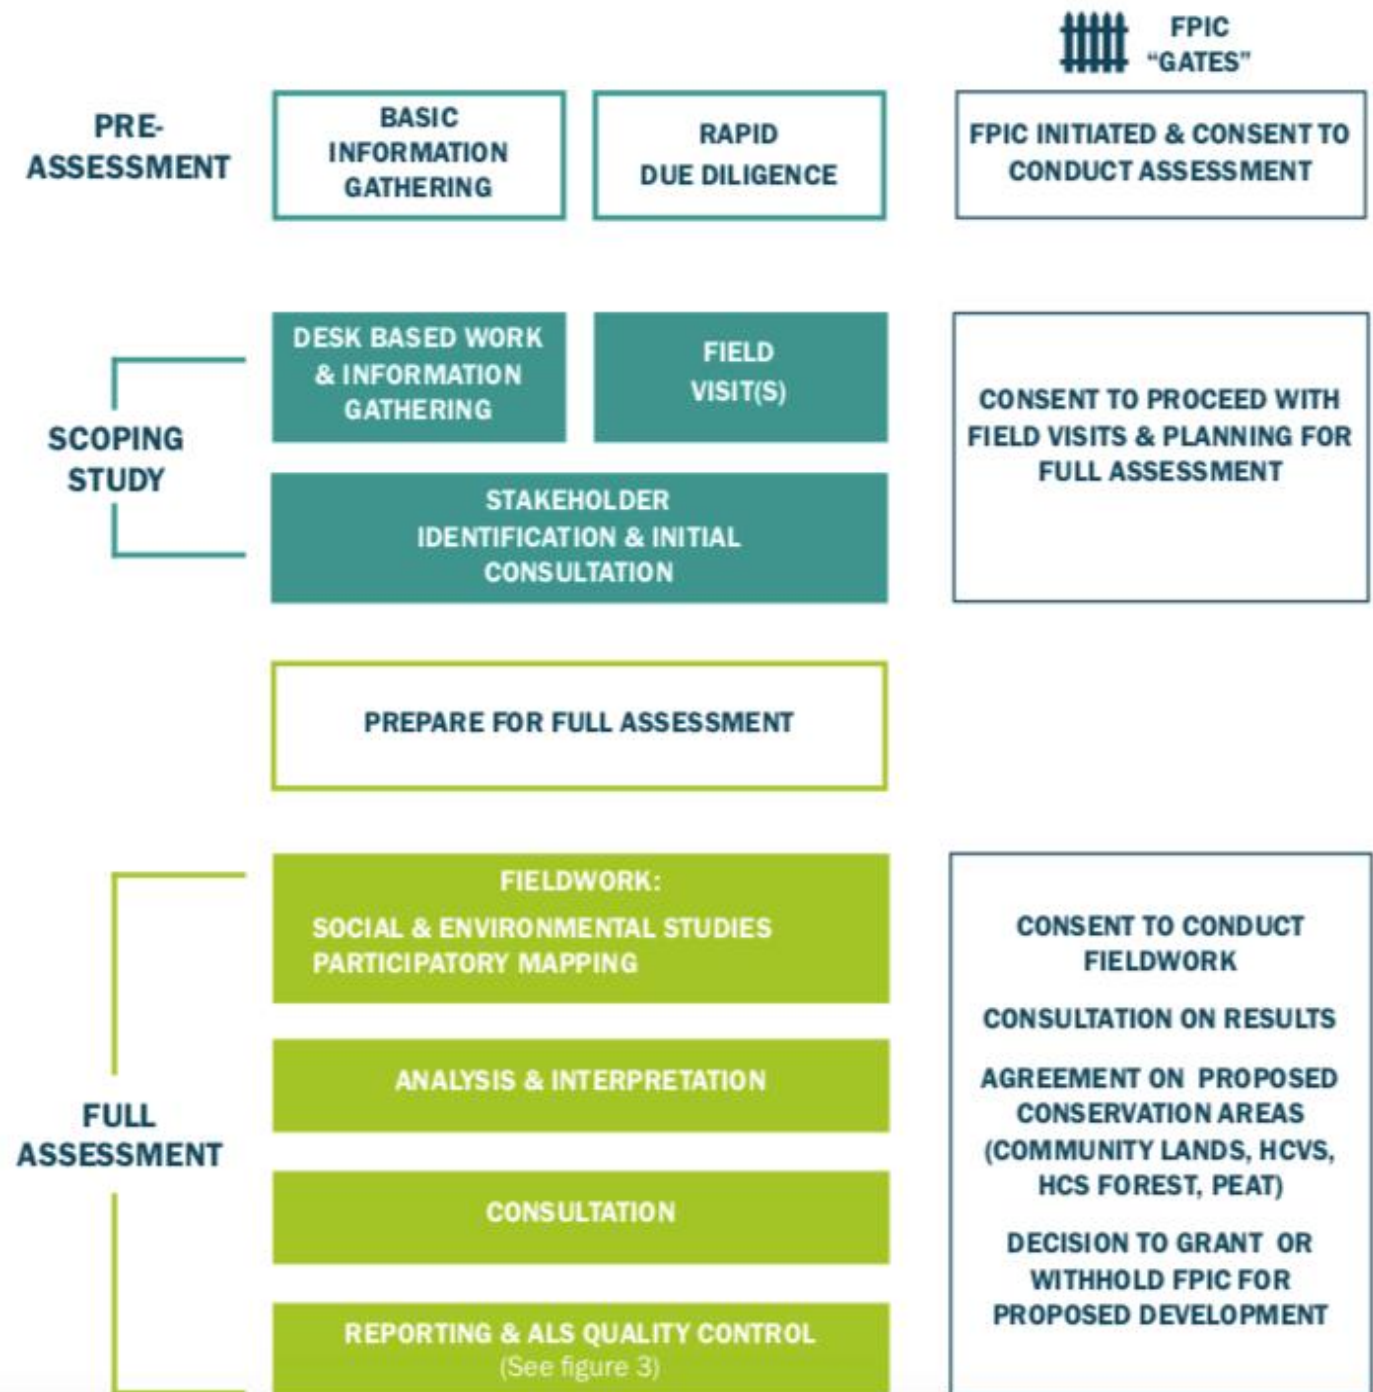 FPIC
“GATES”
PRE-
ASSESSMENT
BASIC
INFORMATION
GATHERING
RAPID
DUE DILIGENCE
FPIC INITIATED & CONSENT TO
CONDUCT ASSESSMENT
SCOPING
STUDY
DESK BASED WORK
& INFORMATION
GATHERING
FIELD
VISIT(S)
STAKEHOLDER
IDENTIFICATION & INITIAL
CONSULTATION
CONSENT TO PROCEED WITH
FIELD VISITS & PLANNING FOR
FULL ASSESSMENT
PREPARE FOR FULL ASSESSMENT
FULL
ASSESSMENT
FIELDWORK:
SOCIAL & ENVIRONMENTAL STUDIES
PARTICIPATORY MAPPING
ANALYSIS & INTERPRETATION
CONSULTATION
REPORTING & ALS QUALITY CONTROL
(See figure 3)
CONSENT TO CONDUCT
FIELDWORK
CONSULTATION ON RESULTS
AGREEMENT ON PROPOSED
CONSERVATION AREAS
(COMMUNITY LANDS, HCVS,
HCS FOREST, PEAT)
DECISION TO GRANT OR
WITHHOLD FPIC FOR
PROPOSED DEVELOPMENT